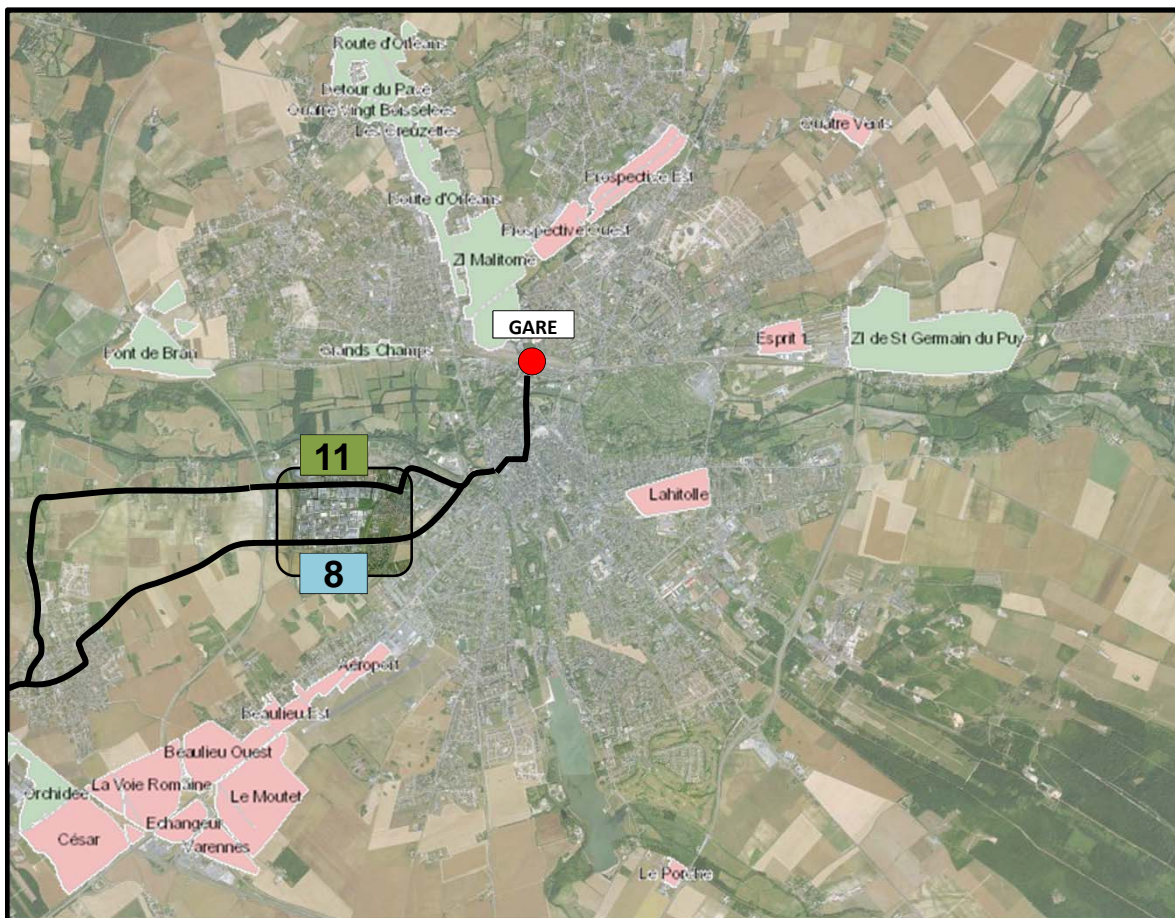 Route d'Orléans
Détour du Pavé
Quatre Vingt Boisselées
Les Creuzettes
Quatre Vents
Prospective Est
Route d'Orléans
Prospective Ouest
ZI Malitorne
GARE
Pont de Brau
Grands Champs
Esprit 1
ZI de St Germain du Puy
11
Lahitolle
8
Aéroport
Beaulieu Est
Beaulieu Ouest
Orchidée
La Voie Romaine
Le Moutet
César
Echangeur
Varennes
Le Porche